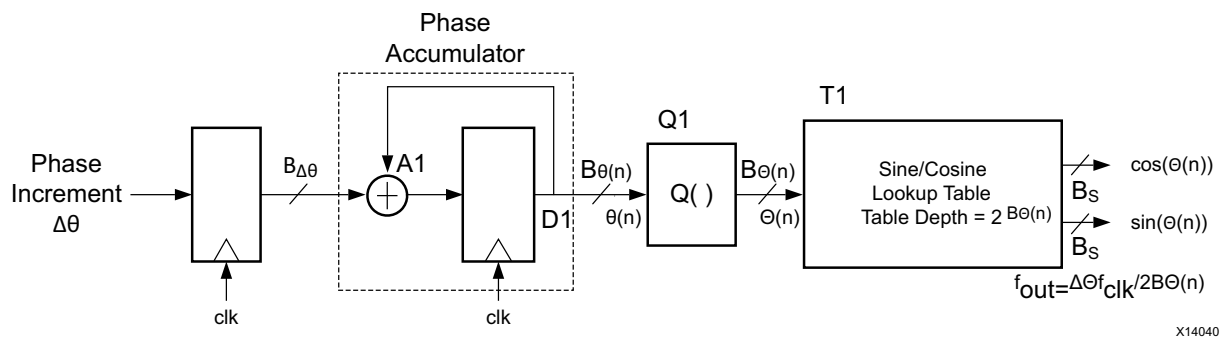 Phase
Accumulator
Phase
Increment
Δθ
clk
BΔθ
A1
D1
clk
Bθ(n)
θ(n)
Q1
Q( )
BΘ(n)
Θ(n)
T1
Sine/Cosine
Lookup Table
Table Depth = 2 BΘ(n)
BS
cos(Θ(n))
BS
sin(Θ(n))
fout=ΔΘfclk/2BΘ(n)
X14040